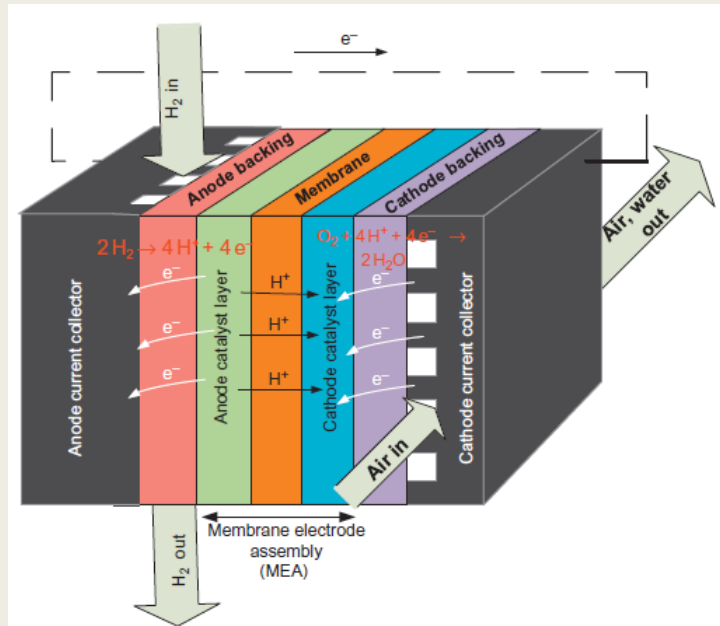 e⁻
H₂ in
Anode backing
Membrane
Cathode backing
Air, water
out
2H₂ → 4H⁺ + 4e⁻
O₂ + 4H⁺ + 4e⁻ →
2H₂O
e⁻
e⁻
e⁻
H⁺
H⁺
H⁺
e⁻
e⁻
e⁻
Anode current collector
Anode catalyst layer
Cathode catalyst layer
Cathode current collector
Air in
Membrane electrode
assembly
(MEA)
H₂ out